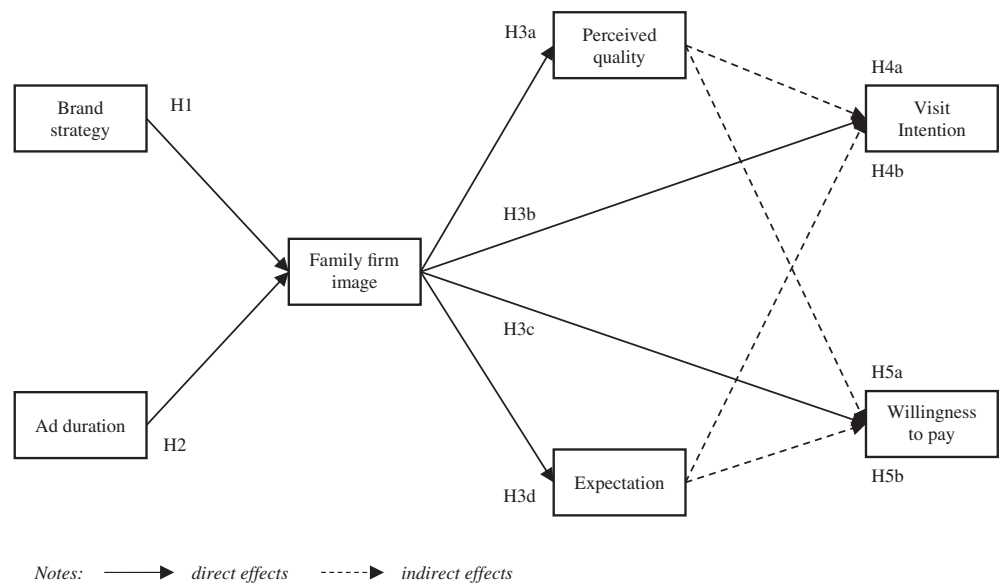 H3a
Perceived
quality
H4a
Brand
strategy
H1
Visit
Intention
H4b
H3b
Family firm
image
H3c
H5a
Ad duration
H2
Willingness
to pay
H5b
H3d
Expectation
Notes: direct effects indirect effects